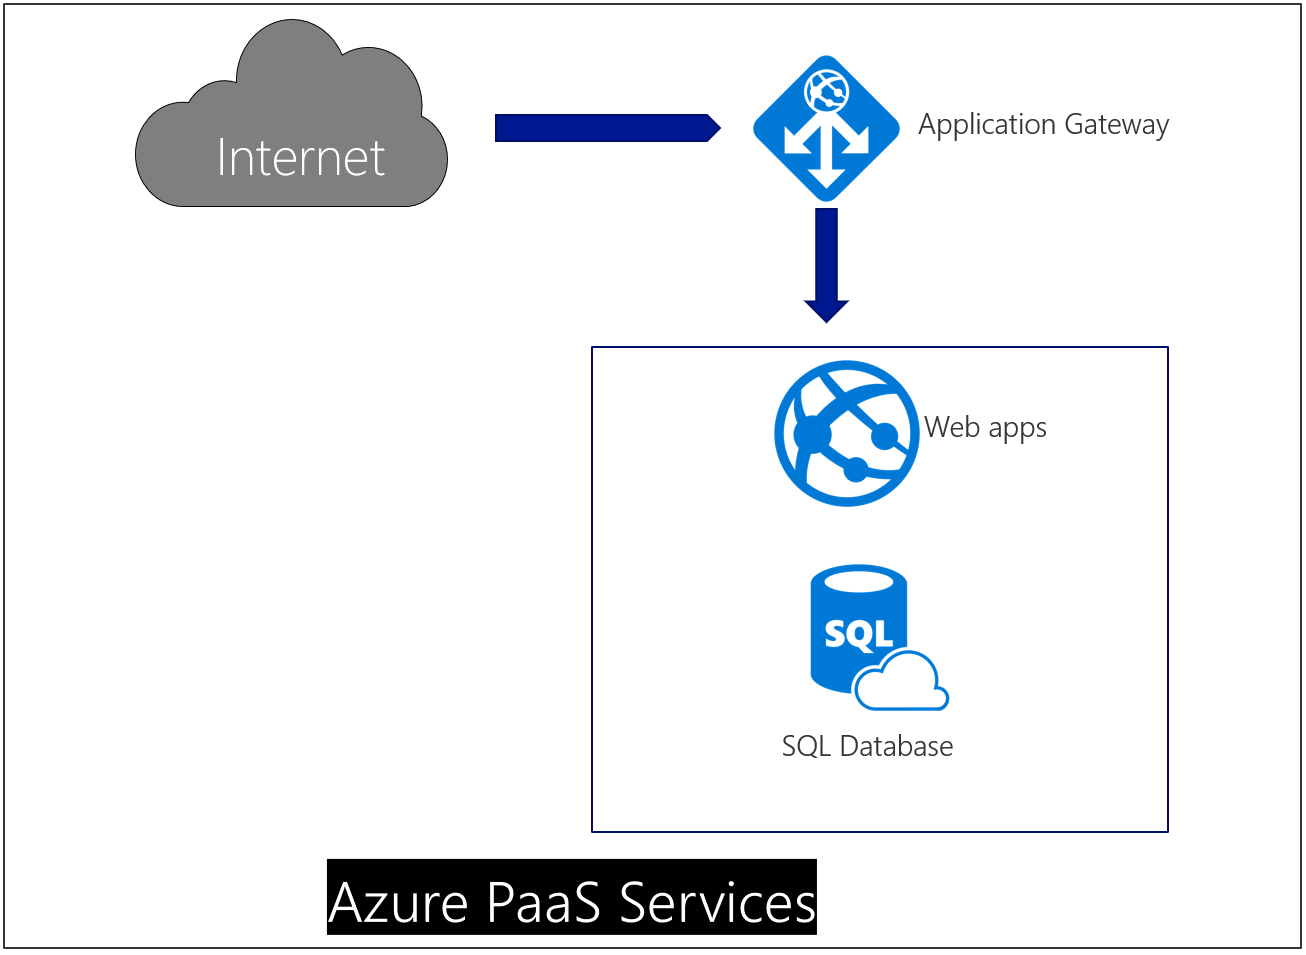 Internet
Application Gateway
Web apps
SQL
SQL Database
Azure PaaS Services